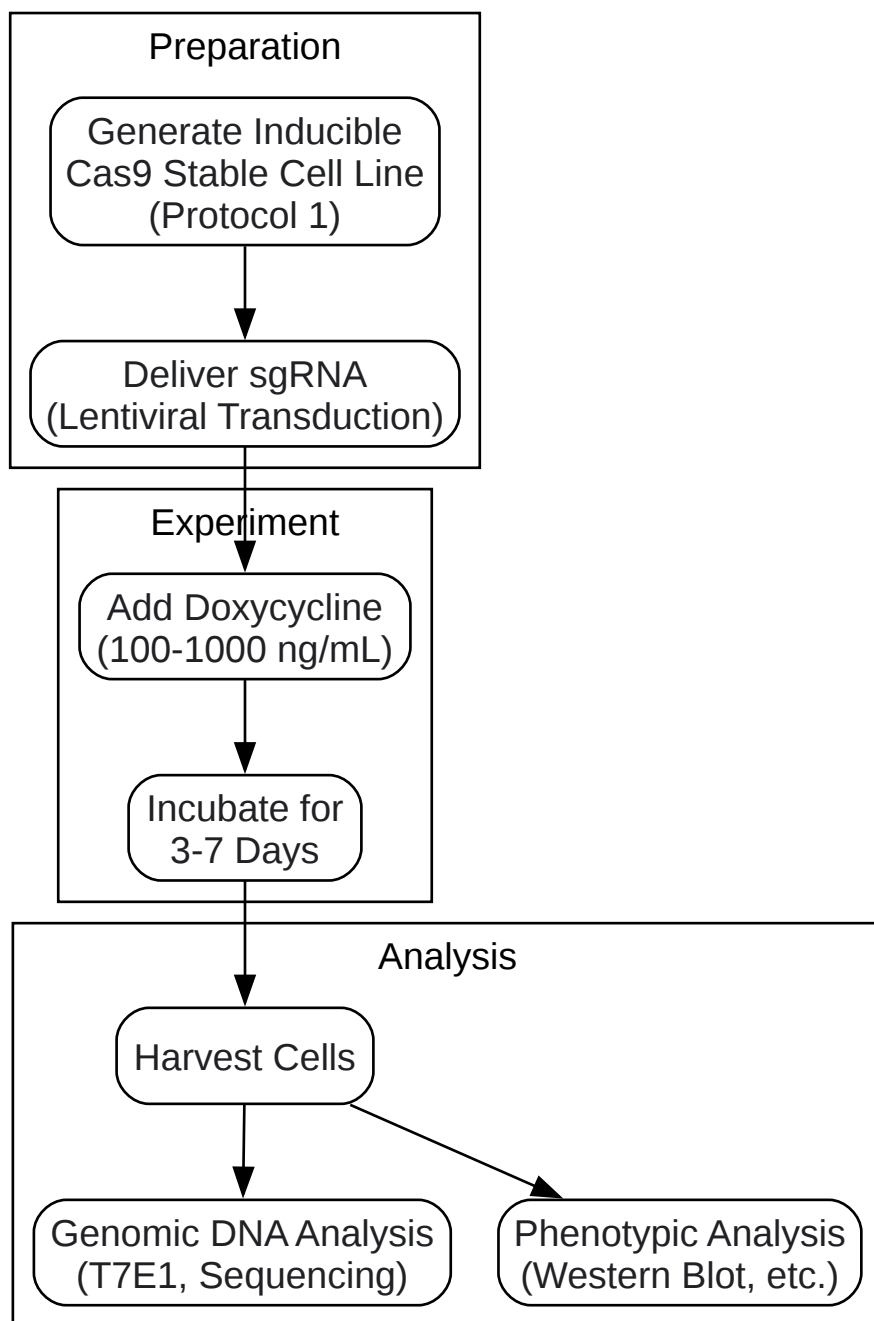 Preparation
Generate Inducible
Cas9 Stable Cell Line
(Protocol 1)
Deliver sgRNA
(Lentiviral Transduction)
Experiment
Add Doxycycline
(100-1000 ng/mL)
Incubate for
3-7 Days
Analysis
Harvest Cells
Genomic DNA Analysis
(T7E1, Sequencing)
Phenotypic Analysis
(Western Blot, etc.)